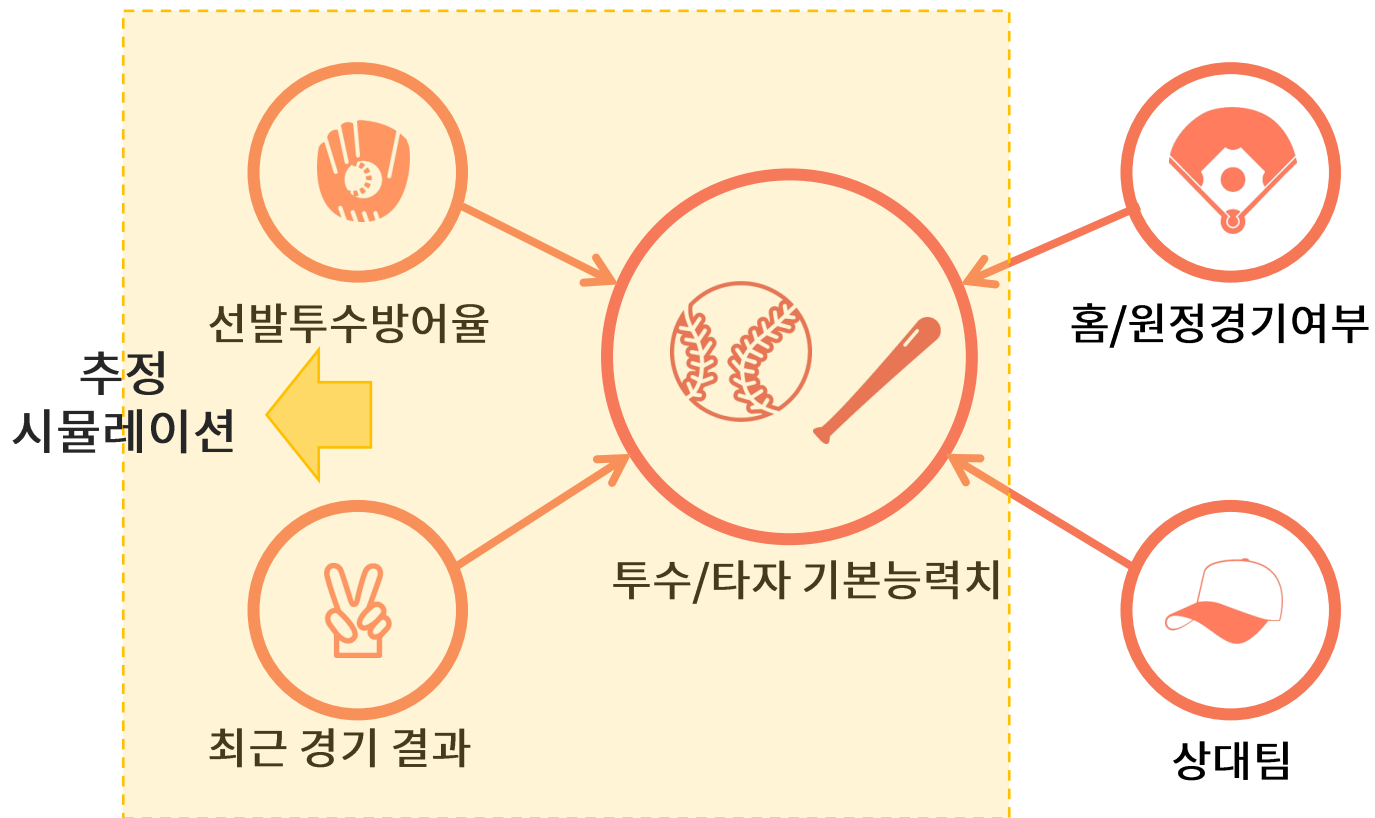 선발투수방어율
홈/원정경기여부
추정
시뮬레이션
투수/타자 기본능력치
최근 경기 결과
상대팀